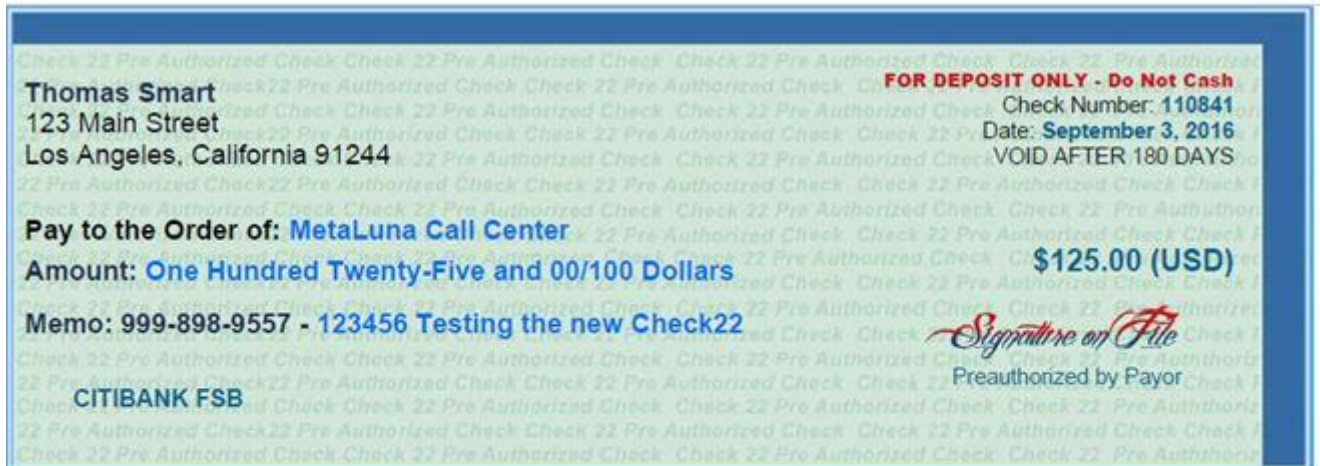 Thomas Smart
123 Main Street
Los Angeles, California 91244
FOR DEPOSIT ONLY - Do Not Cash
Check Number: 110841
Date: September 3, 2016
VOID AFTER 180 DAYS
Pay to the Order of: MetaLuna Call Center
Amount: One Hundred Twenty-Five and 00/100 Dollars
$125.00 (USD)
Memo: 999-898-9557 - 123456 Testing the new Check22
Signature on File
Preauthorized by Payor
CITIBANK FSB